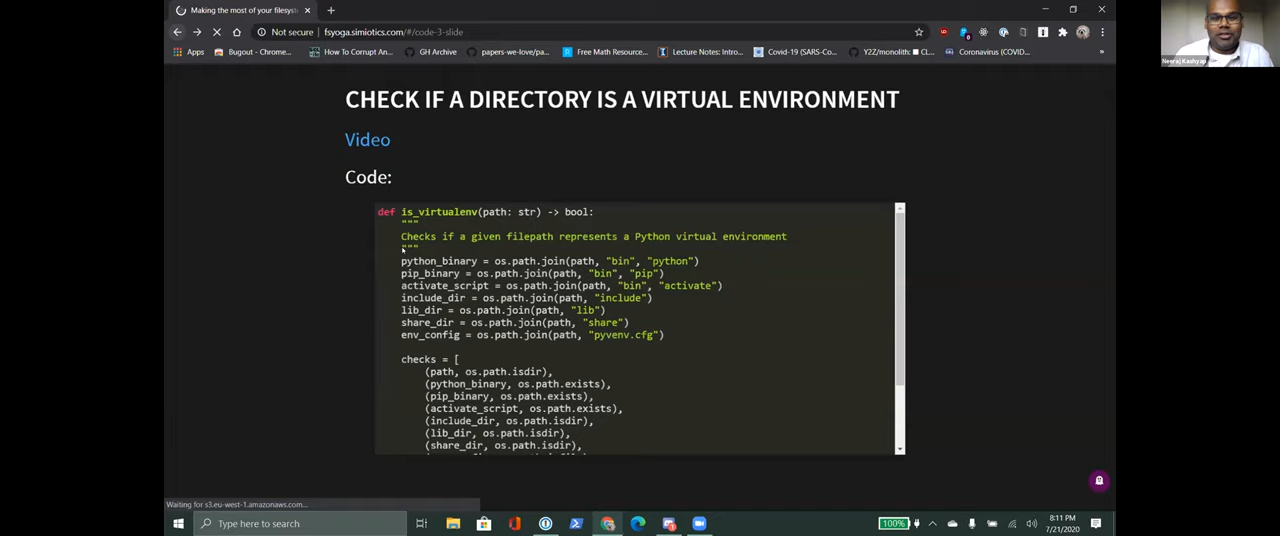 Making the most of your filesyst
Not secure
fsyoga.simiotics.com/#/code-3-slide
Apps
Bugout - Chrome...
How To Corrupt An...
GH Archive
papers-we-love/pa...
Free Math Resourc...
Lecture Notes: Intro...
Covid-19 (SARS-Co...
Y2Z/monolith: ■ CL...
Coronavirus (COVID...
Neeraj Kashyap
CHECK IF A DIRECTORY IS A VIRTUAL ENVIRONMENT
Video
Code:
def is_virtualenv(path: str) -> bool:
"""
Checks if a given filepath represents a Python virtual environment
"""
python_binary = os.path.join(path, "bin", "python")
pip_binary = os.path.join(path, "bin", "pip")
activate_script = os.path.join(path, "bin", "activate")
include_dir = os.path.join(path, "include")
lib_dir = os.path.join(path, "lib")
share_dir = os.path.join(path, "share")
env_config = os.path.join(path, "pyvenv.cfg")
checks = [
(path, os.path.isdir),
(python_binary, os.path.exists),
(pip_binary, os.path.exists),
(activate_script, os.path.exists),
(include_dir, os.path.isdir),
(lib_dir, os.path.isdir),
(share_dir, os.path.isdir),
Waiting for s3.eu-west-1.amazonaws.com...
Type here to search
100%
8:11 PM
7/21/2020